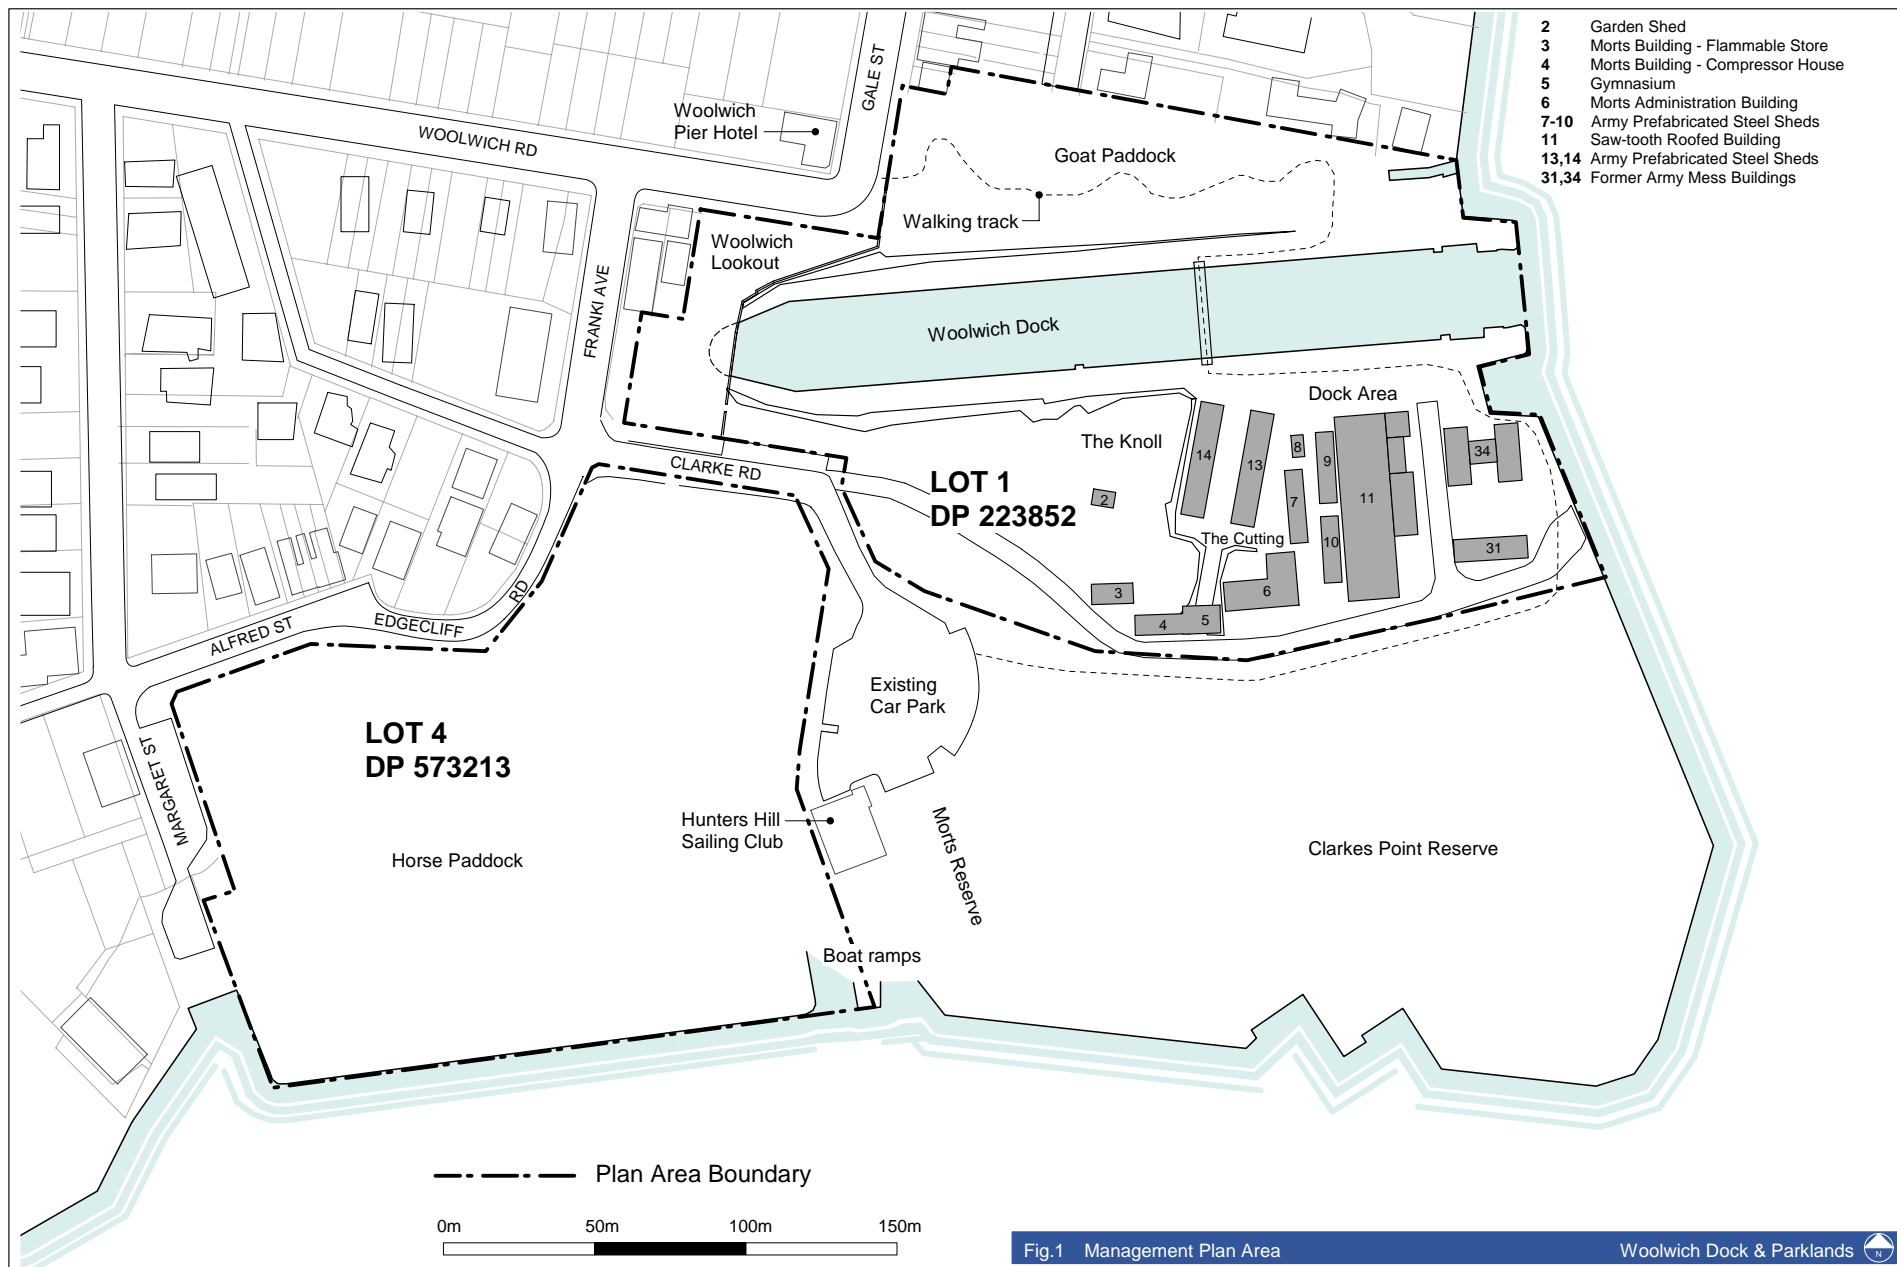 2 Garden Shed
3 Morts Building - Flammable Store
4 Morts Building - Compressor House
5 Gymnasium
6 Morts Administration Building
7-10 Army Prefabricated Steel Sheds
11 Saw-tooth Roofed Building
13,14 Army Prefabricated Steel Sheds
31,34 Former Army Mess Buildings
GALE ST
Woolwich
Pier Hotel
WOOLWICH RD
Goat Paddock
Walking track
Woolwich
Lookout
FRANKI AVE
Woolwich Dock
Dock Area
The Knoll
CLARKE RD
LOT 1
DP 223852
14
13
8
9
7
11
34
2
The Cutting
10
31
3
6
4
5
RD
EDGECLIFF
ALFRED ST
Existing
Car Park
LOT 4
DP 573213
MARGARET ST
Hunters Hill
Sailing Club
Morts Reserve
Horse Paddock
Clarkes Point Reserve
Boat ramps
Plan Area Boundary
0m 50m 100m 150m
Fig.1 Management Plan Area
Woolwich Dock & Parklands
N